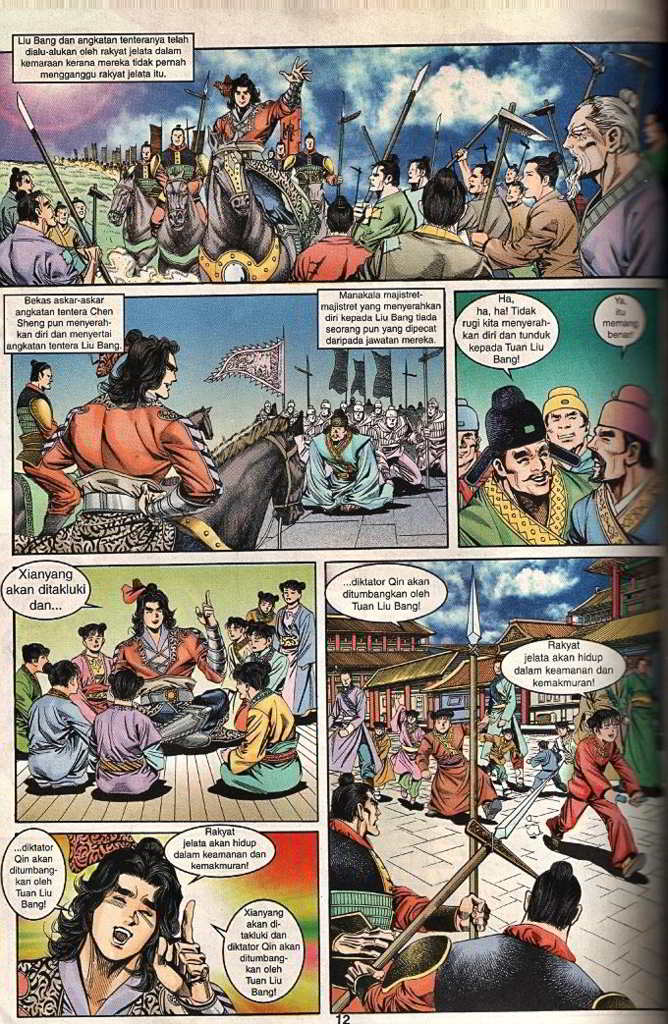 Liu Bang dan angkatan tenteranya telah
dialu-alukan oleh rakyat jelata dalam
kemaraan kerana mereka tidak pernah
mengganggu rakyat jelata itu.
Bekas askar-askar
angkatan tentera Chen
Sheng pun menyerah-
kan diri dan menyertai
angkatan tentera Liu Bang.
Manakala majistret-
majistret yang menyerahkan
diri kepada Liu Bang tiada
seorang pun yang dipecat
daripada jawatan mereka.
Ha,
ha, ha! Tidak
rugi kita menyerah-
kan diri dan tunduk
kepada Tuan Liu
Bang!
Ya,
itu
memang
benar!
Xianyang
akan ditakluki
dan...
...diktator Qin akan
ditumbangkan oleh
Tuan Liu Bang!
Rakyat
jelata akan hidup
dalam keamanan dan
kemakmuran!
...diktator
Qin akan
ditumbang-
kan oleh
Tuan Liu
Bang!
Rakyat
jelata akan hidup
dalam keamanan dan
kemakmuran!
Xianyang
akan di-
takluki dan
diktator Qin akan
ditumbang-
kan oleh
Tuan Liu
Bang!
12